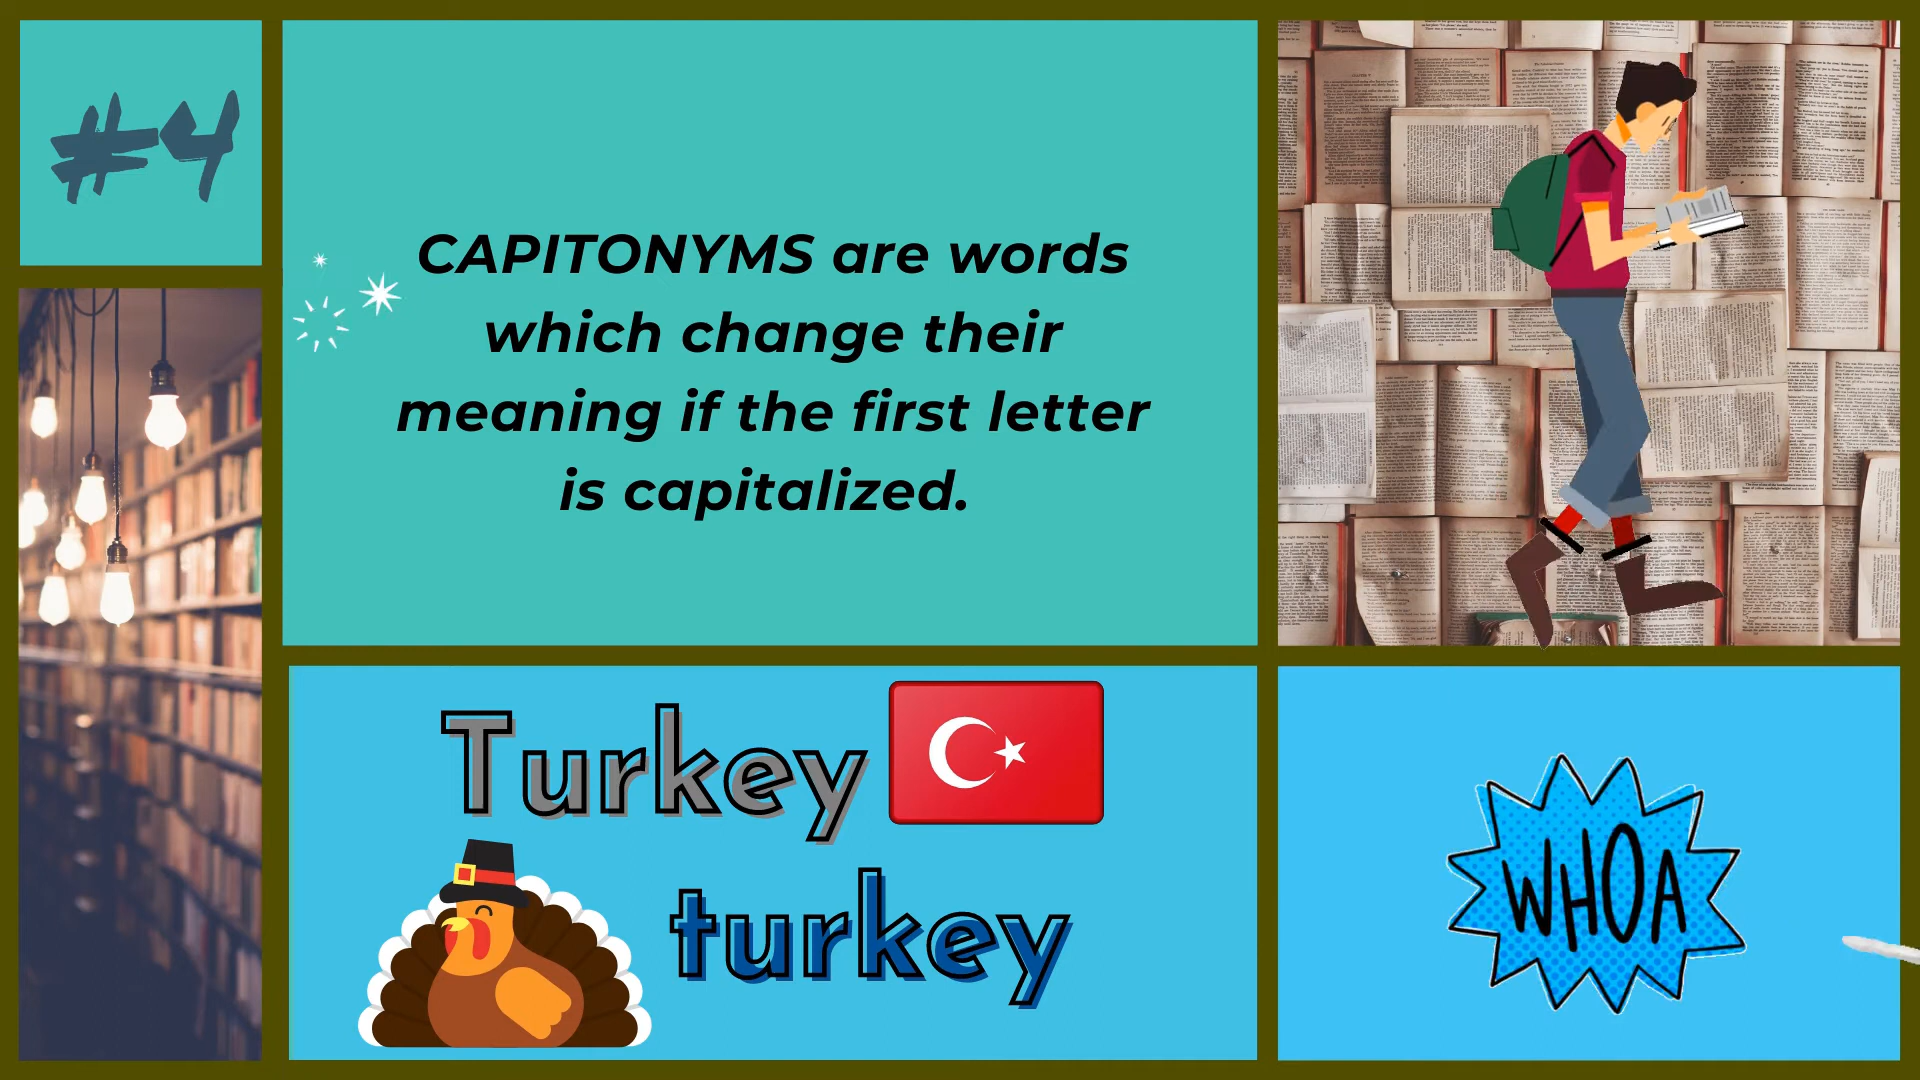 #4
CAPITONYMS are words
which change their
meaning if the first letter
is capitalized.
Turkey
turkey
WHOA